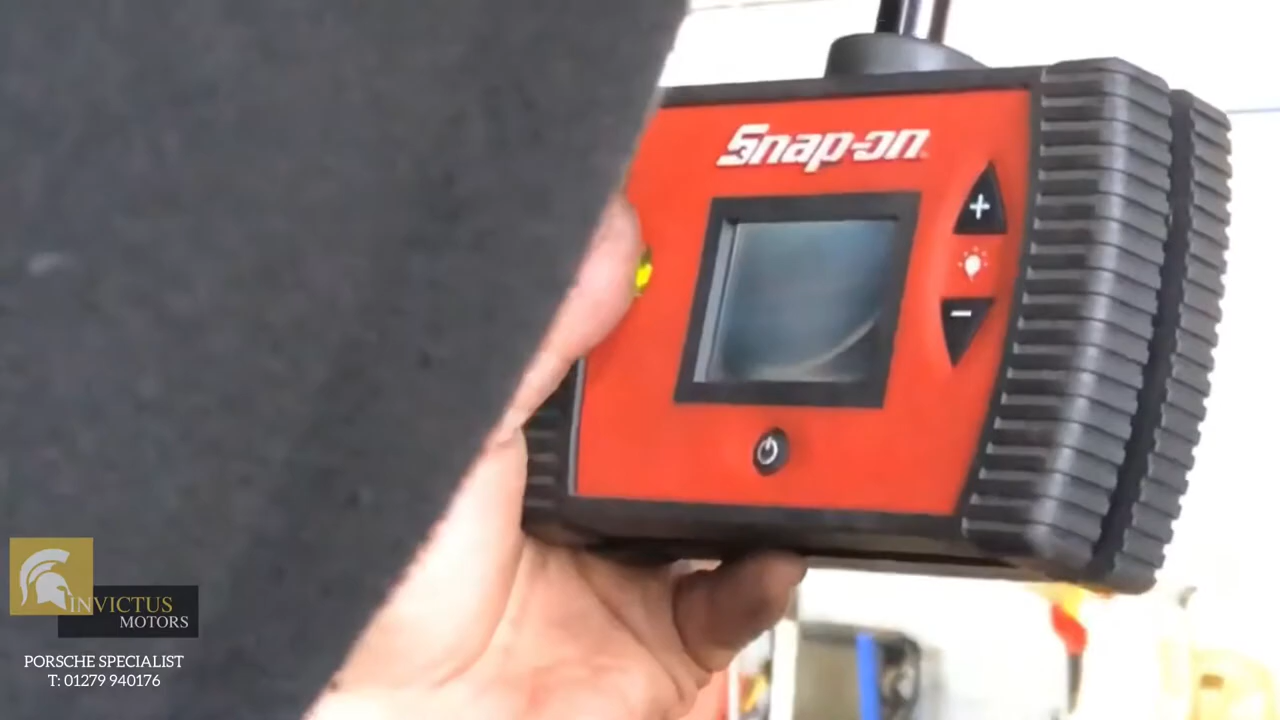 Snap-on
+
-
INVICTUS
MOTORS
PORSCHE SPECIALIST
T: 01279 940176